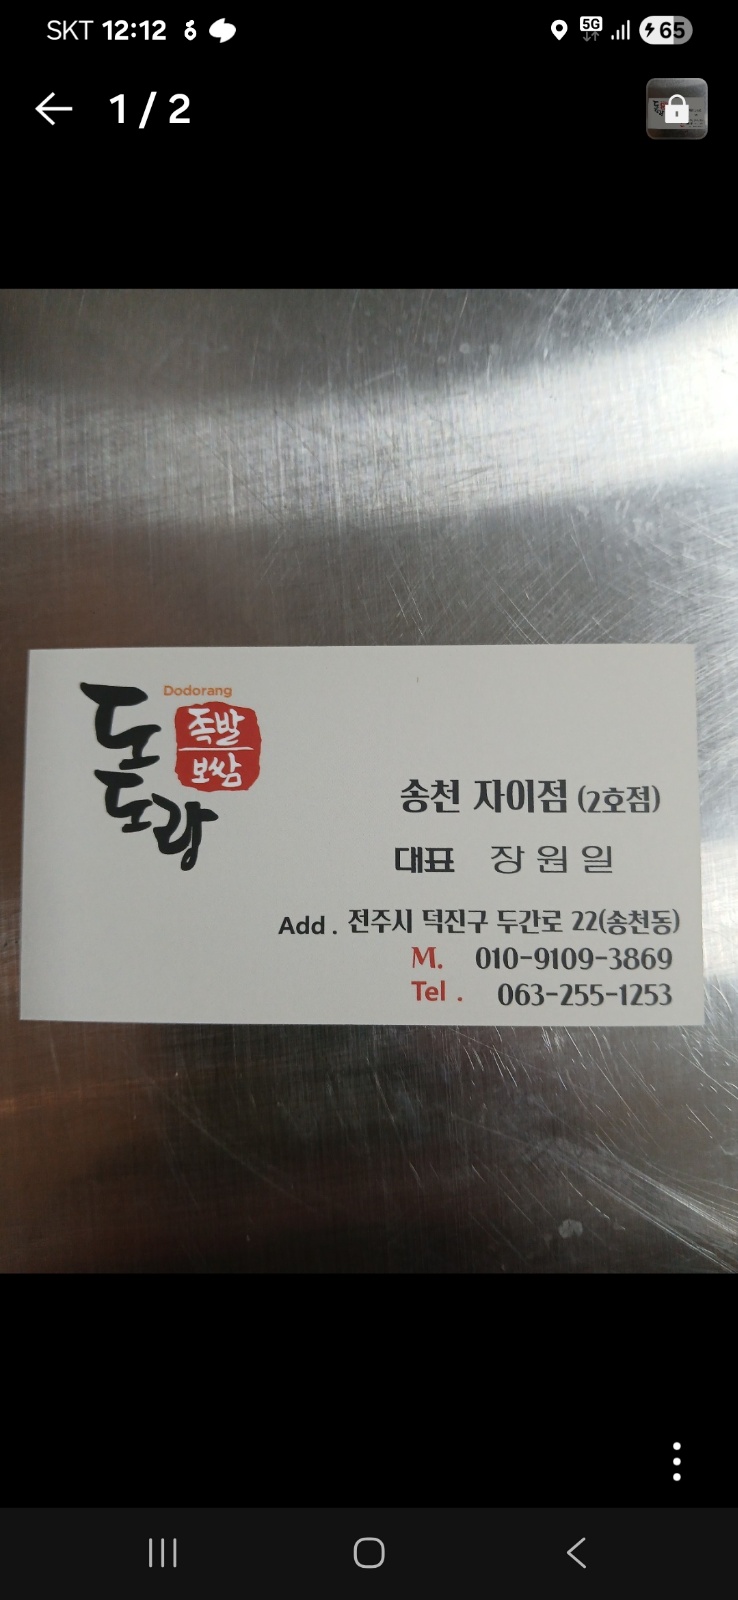 SKT 12:12
5G
65
1 / 2
도도랑
Dodorang
족발
보쌈
송천 자이점 (2호점)
대표 장원일
Add . 전주시 덕진구 두간로 22(송천동)
M. 010-9109-3869
Tel . 063-255-1253